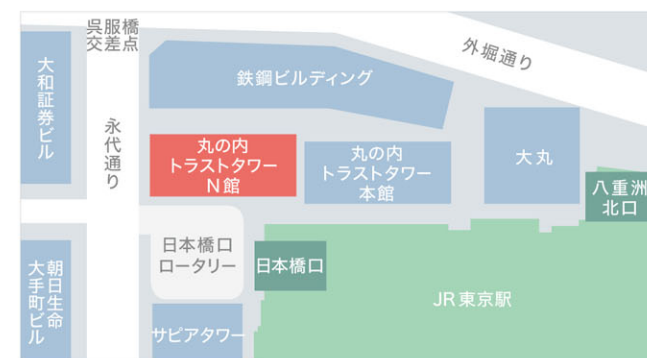 呉服橋
交差点
外堀通り
大和証券ビル
鉄鋼ビルディング
永代通り
丸の内
トラストタワー
N館
丸の内
トラストタワー
本館
大丸
八重洲
北口
日本橋口
ロータリー
日本橋口
朝日生命
大手町ビル
JR東京駅
サピアタワー